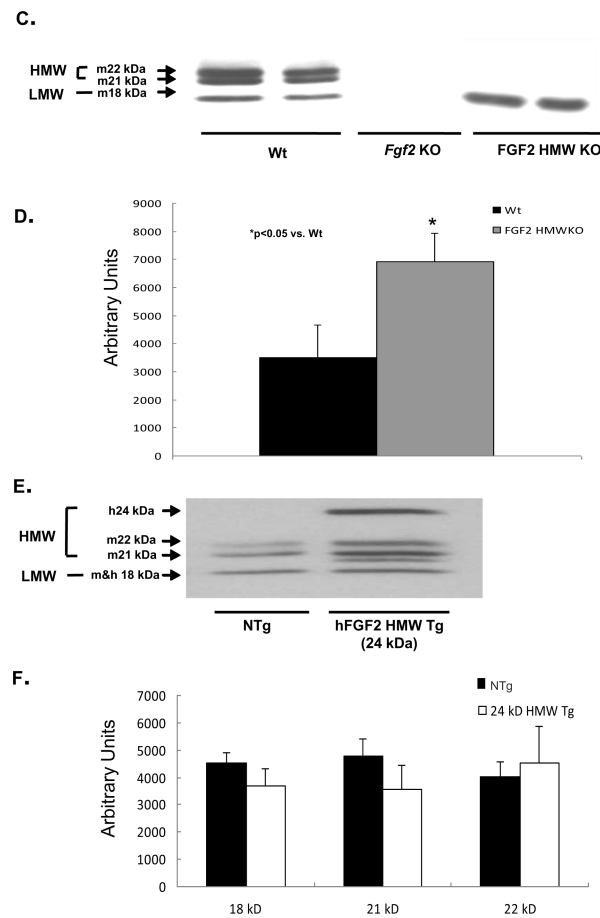 C.
HMW m22 kDa
m21 kDa
LMW m18 kDa
Wt Fgf2 KO FGF2 HMW KO
D.
Arbitrary Units
9000
8000
7000
6000
5000
4000
3000
2000
1000
0
*p<0.05 vs. Wt
*
Wt
FGF2 HMWKO
E.
HMW
h24 kDa
m22 kDa
m21 kDa
LMW m&h 18 kDa
NTg hFGF2 HMW Tg
(24 kDa)
F.
Arbitrary Units
7000
6000
5000
4000
3000
2000
1000
0
NTg
24 kD HMW Tg
18 kD 21 kD 22 kD